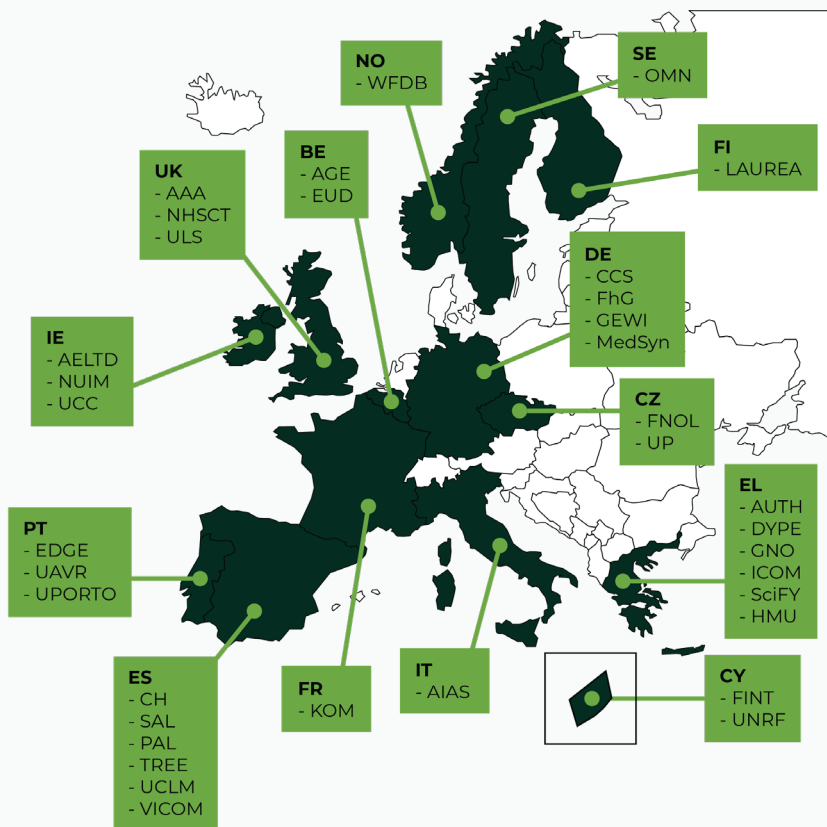 NO
- WFDB
SE
- OMN
BE
- AGE
- EUD
FI
- LAUREA
UK
- AAA
- NHSCT
- ULS
DE
- CCS
- FhG
- GEWI
- MedSyn
IE
- AELTD
- NUIM
- UCC
CZ
- FNOL
- UP
EL
- AUTH
- DYPE
- GNO
- ICOM
- SciFY
- HMU
PT
- EDGE
- UAVR
- UPORTO
ES
- CH
- SAL
- PAL
- TREE
- UCLM
- VICOM
FR
- KOM
IT
- AIAS
CY
- FINT
- UNRF